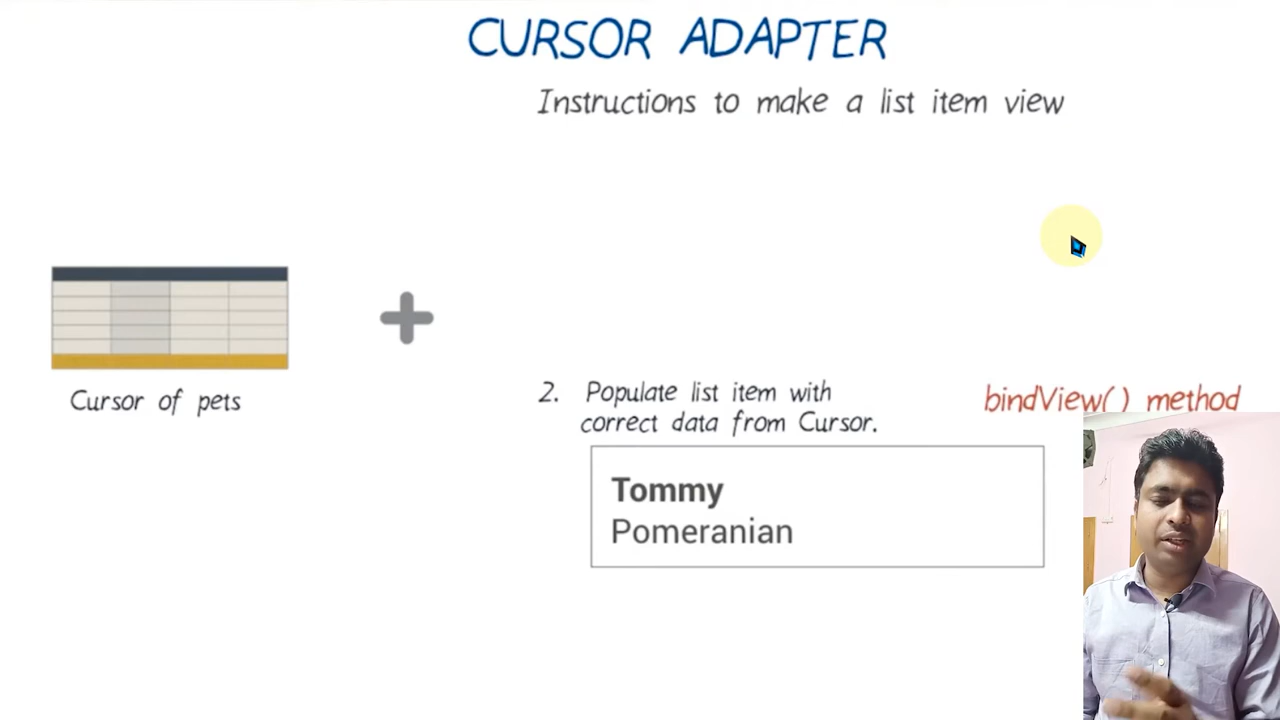 CURSOR ADAPTER
Instructions to make a list item view
Cursor of pets
2. Populate list item with
correct data from Cursor.
bindView() method
Tommy
Pomeranian